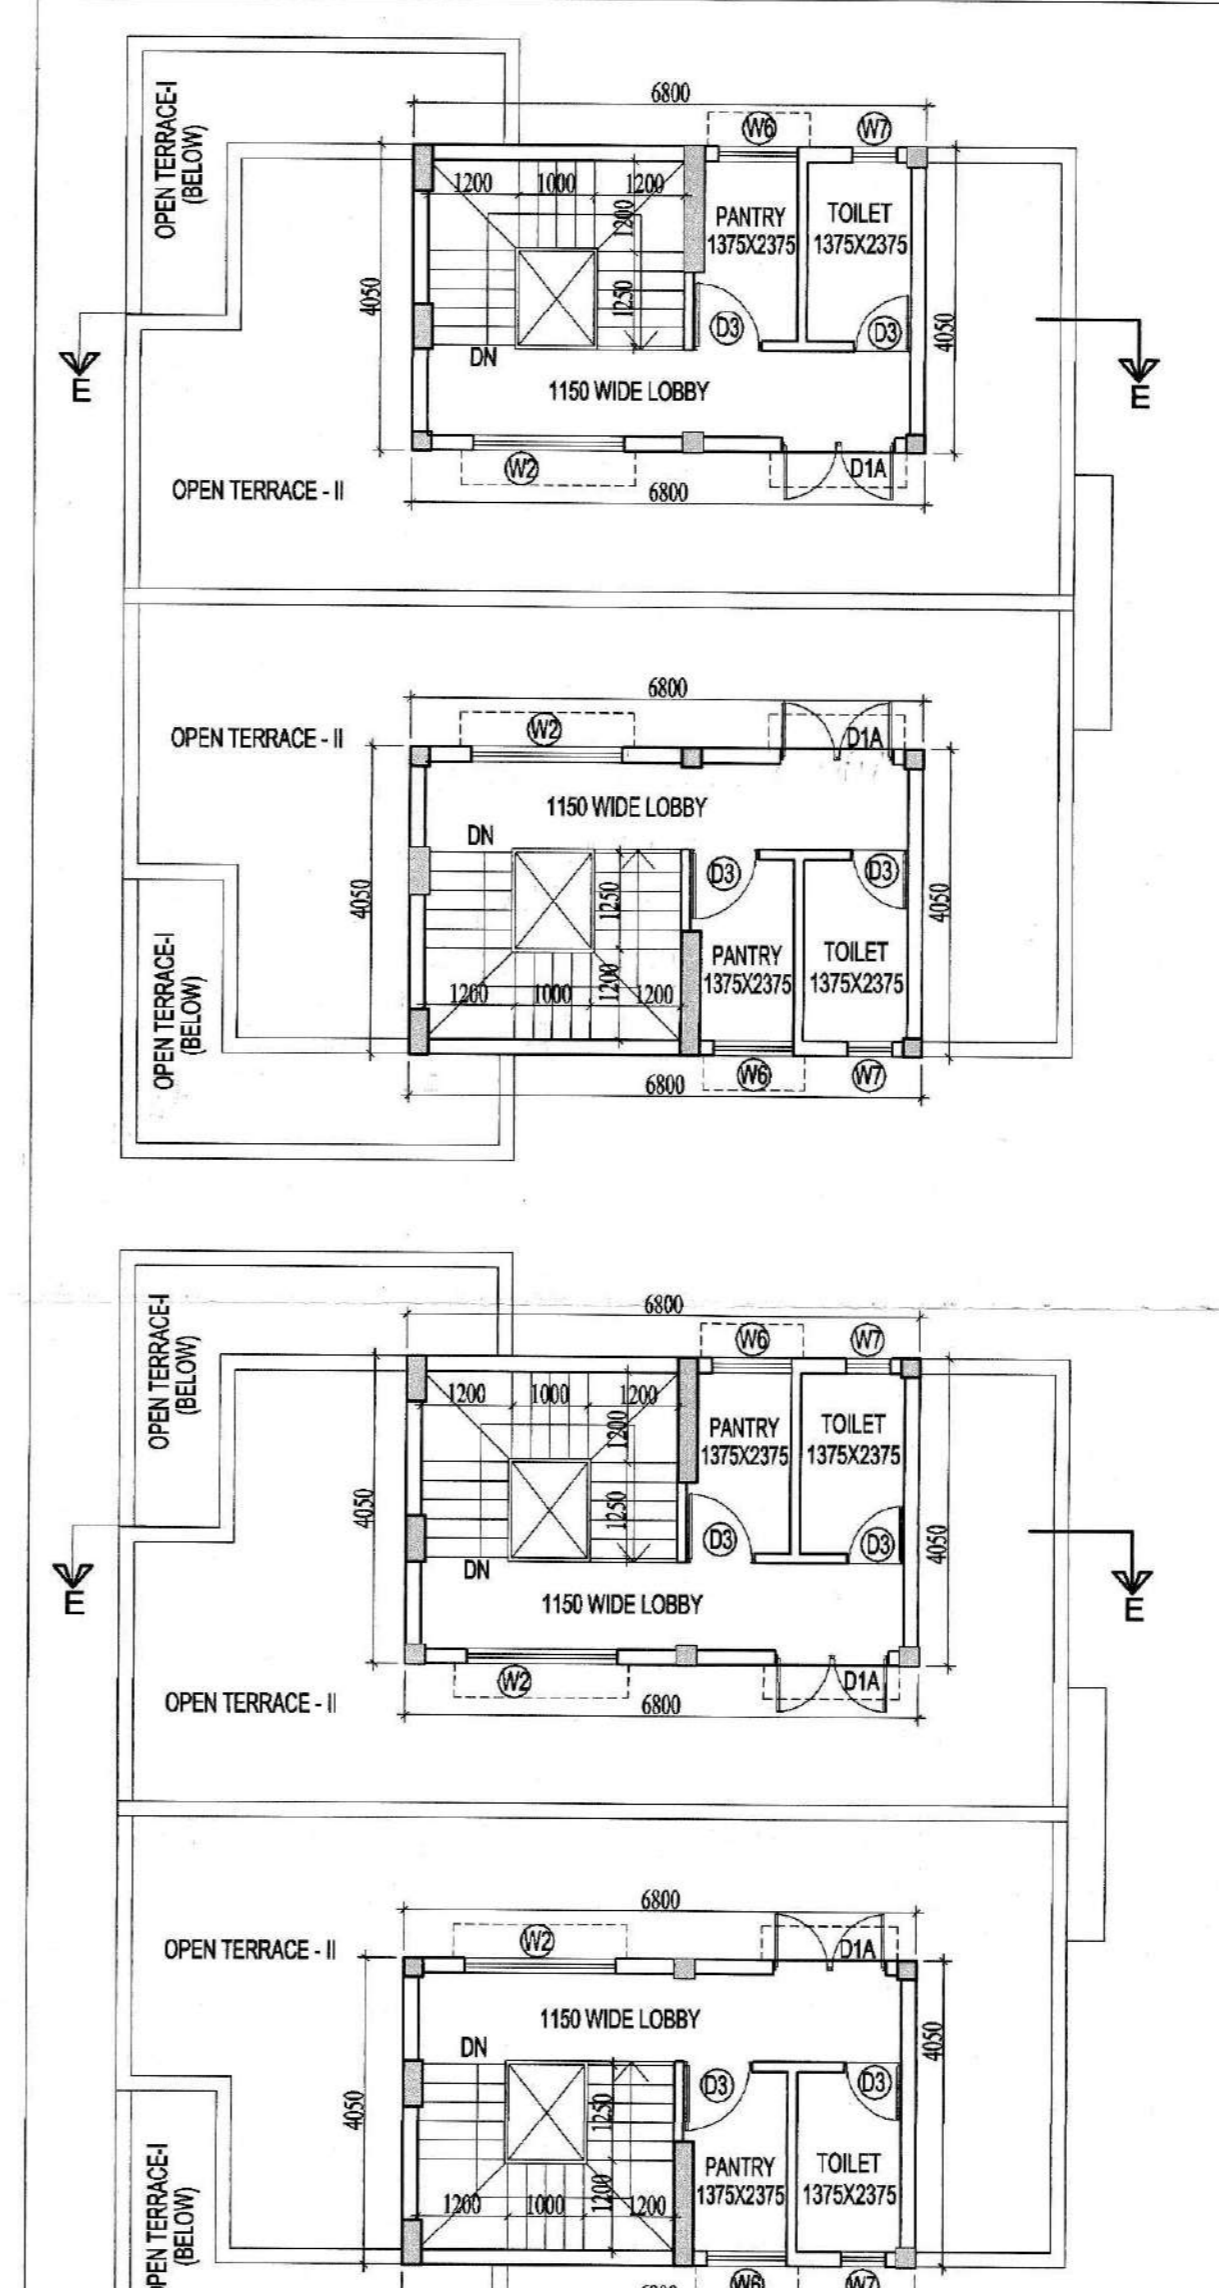 OPEN TERRACE-I
(BELOW)
6800
W6
W7
1200
1000
1200
1200
PANTRY
1375X2375
TOILET
1375X2375
4050
1250
D3
D3
4050
E
E
DN
1150 WIDE LOBBY
W2
D1A
OPEN TERRACE - II
6800
6800
OPEN TERRACE - II
W2
D1A
1150 WIDE LOBBY
DN
D3
D3
4050
1250
4050
PANTRY
1375X2375
TOILET
1375X2375
OPEN TERRACE-I
(BELOW)
1200
1000
1200
1200
W6
W7
6800
OPEN TERRACE-I
(BELOW)
6800
W6
W7
1200
1000
1200
1200
PANTRY
1375X2375
TOILET
1375X2375
4050
1250
D3
D3
4050
E
E
DN
1150 WIDE LOBBY
W2
D1A
OPEN TERRACE - II
6800
6800
OPEN TERRACE - II
W2
D1A
1150 WIDE LOBBY
DN
4050
D3
D3
4050
1250
PANTRY
1375X2375
TOILET
1375X2375
OPEN TERRACE-I
(BELOW)
1200
1000
1200
1200
W6
W7